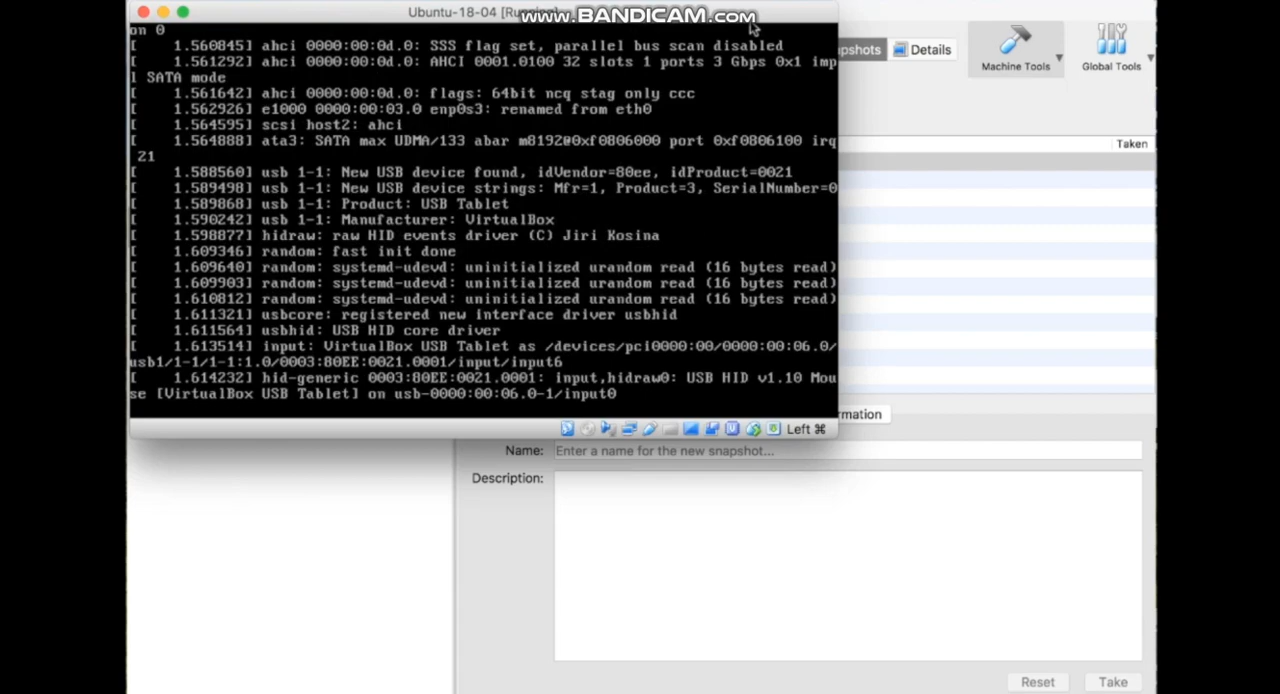 Ubuntu-18-04 [Running]
www.BANDICAM.com
on 0
[    1.560845] ahci 0000:00:0d.0: SSS flag set, parallel bus scan disabled
[    1.561292] ahci 0000:00:0d.0: AHCI 0001.0100 32 slots 1 ports 3 Gbps 0x1 imp
l SATA mode
[    1.561642] ahci 0000:00:0d.0: flags: 64bit ncq stag only ccc
[    1.562926] e1000 0000:00:03.0 enp0s3: renamed from eth0
[    1.564595] scsi host2: ahci
[    1.564888] ata3: SATA max UDMA/133 abar m8192@0xf0806000 port 0xf0806100 irq
 21
[    1.588560] usb 1-1: New USB device found, idVendor=80ee, idProduct=0021
[    1.589498] usb 1-1: New USB device strings: Mfr=1, Product=3, SerialNumber=0
[    1.589868] usb 1-1: Product: USB Tablet
[    1.590242] usb 1-1: Manufacturer: VirtualBox
[    1.598877] hidraw: raw HID events driver (C) Jiri Kosina
[    1.609346] random: fast init done
[    1.609640] random: systemd-udevd: uninitialized urandom read (16 bytes read)
[    1.609903] random: systemd-udevd: uninitialized urandom read (16 bytes read)
[    1.610812] random: systemd-udevd: uninitialized urandom read (16 bytes read)
[    1.611321] usbcore: registered new interface driver usbhid
[    1.611564] usbhid: USB HID core driver
[    1.613514] input: VirtualBox USB Tablet as /devices/pci0000:00/0000:00:06.0/
usb1/1-1/1-1:1.0/0003:80EE:0021.0001/input/input6
[    1.614232] hid-generic 0003:80EE:0021.0001: input,hidraw0: USB HID v1.10 Mou
se [VirtualBox USB Tablet] on usb-0000:00:06.0-1/input0
Left ⌘
pshots
Details
Machine Tools
Global Tools
Taken
rmation
Name:
Enter a name for the new snapshot...
Description:
Reset
Take